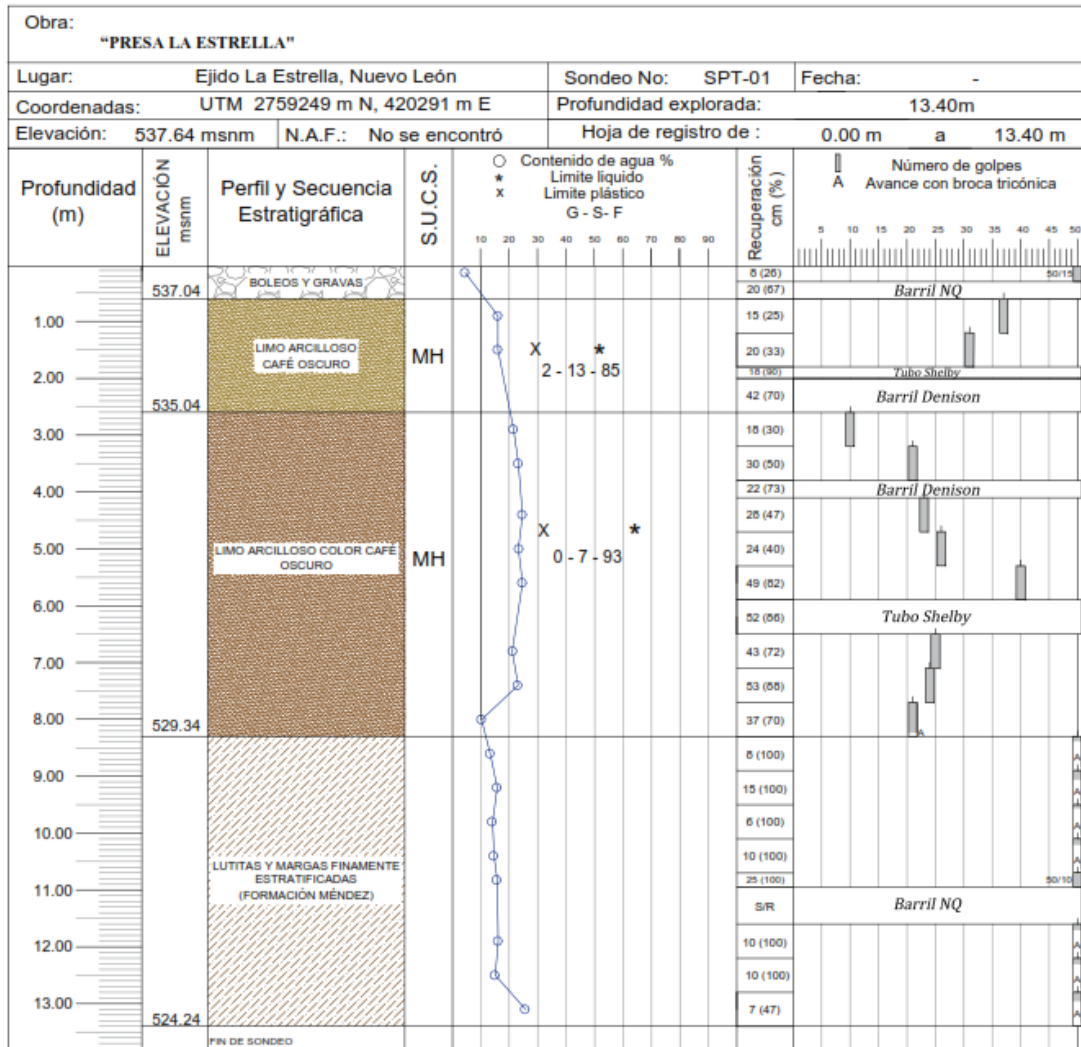 Obra:
"PRESA LA ESTRELLA"
Lugar: Ejido La Estrella, Nuevo León Sondeo No: SPT-01 Fecha: -
Coordenadas: UTM 2759249 m N, 420291 m E Profundidad explorada: 13.40m
Elevación: 537.64 msnm N.A.F.: No se encontró Hoja de registro de : 0.00 m a 13.40 m
Profundidad
(m)
ELEVACIÓN
msnm
Perfil y Secuencia
Estratigráfica
S.U.C.S.
Contenido de agua %
* Limite liquido
x Limite plástico
G - S- F
10 20 30 40 50 60 70 80 90
Recuperación
cm (%)
Número de golpes
A Avance con broca tricónica
5 10 15 20 25 30 35 40 45 50
BOLEOS Y GRAVAS
8 (26)
50/15
537.04
20 (67)
Barril NQ
1.00
15 (25)
LIMO ARCILLOSO
CAFÉ OSCURO
MH
X *
2 - 13 - 85
20 (33)
2.00
18 (90)
Tubo Shelby
535.04
42 (70)
Barril Denison
3.00
18 (30)
30 (50)
4.00
22 (73)
Barril Denison
28 (47)
X *
5.00
LIMO ARCILLOSO COLOR CAFÉ
OSCURO
MH
0 - 7 - 93
24 (40)
49 (82)
6.00
52 (86)
Tubo Shelby
7.00
43 (72)
53 (88)
8.00
529.34
37 (70)
A
8 (100)
A
9.00
15 (100)
A
6 (100)
A
10.00
10 (100)
A
LUTITAS Y MARGAS FINAMENTE
ESTRATIFICADAS
(FORMACIÓN MÉNDEZ)
11.00
25 (100)
50/10
S/R
Barril NQ
12.00
10 (100)
A
10 (100)
A
13.00
7 (47)
A
524.24
FIN DE SONDEO